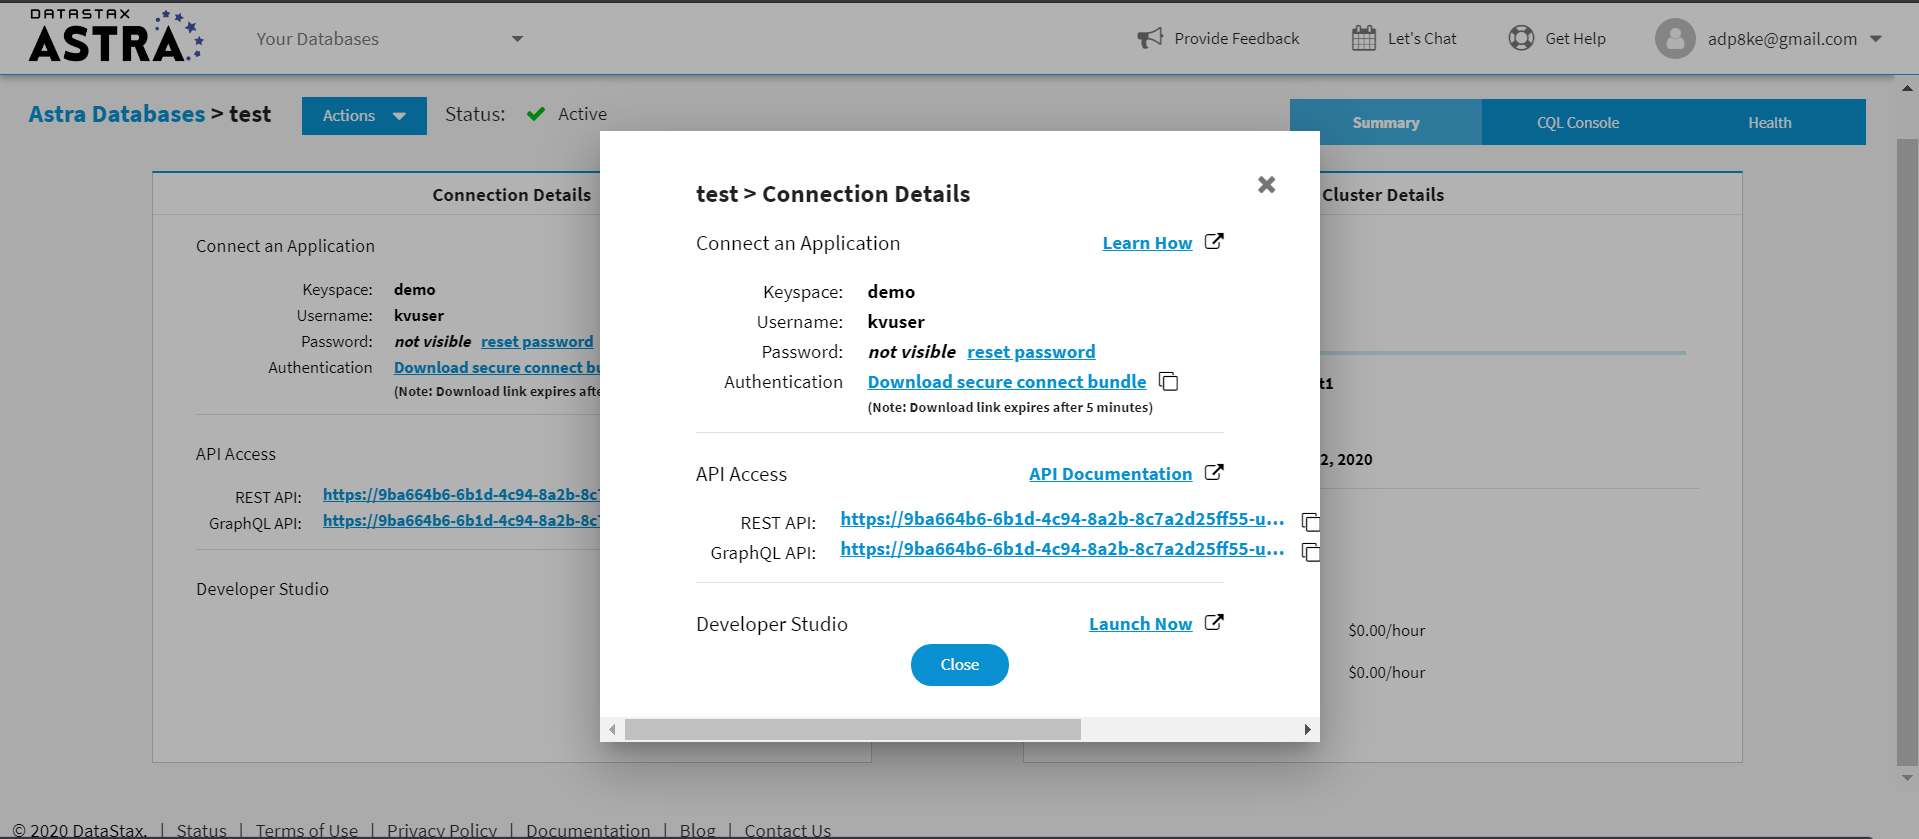 DATASTAX
ASTRA
Your Databases
Provide Feedback
Let's Chat
Get Help
adp8ke@gmail.com
Astra Databases > test
Actions
Status:
Active
Summary
CQL Console
Health
Connection Details
Connect an Application
Keyspace: demo
Username: kvuser
Password: not visible reset password
Authentication Download secure connect bu
(Note: Download link expires afte
API Access
REST API: https://9ba664b6-6b1d-4c94-8a2b-8c7
GraphQL API: https://9ba664b6-6b1d-4c94-8a2b-8c7
Developer Studio
test > Connection Details
Connect an Application
Learn How
Keyspace: demo
Username: kvuser
Password: not visible reset password
Authentication Download secure connect bundle
(Note: Download link expires after 5 minutes)
API Access
API Documentation
REST API: https://9ba664b6-6b1d-4c94-8a2b-8c7a2d25ff55-u...
GraphQL API: https://9ba664b6-6b1d-4c94-8a2b-8c7a2d25ff55-u...
Developer Studio
Launch Now
Close
Cluster Details
t1
2, 2020
$0.00/hour
$0.00/hour
© 2020 DataStax. | Status | Terms of Use | Privacy Policy | Documentation | Blog | Contact Us